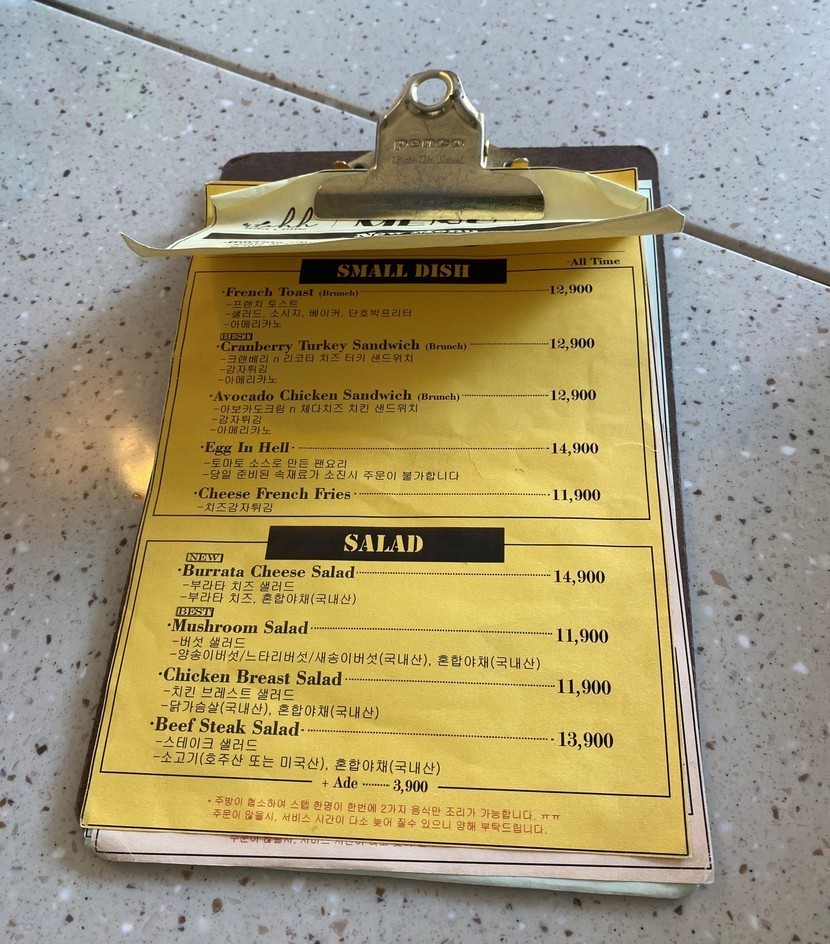 penco
MENU
·All Time
SMALL DISH
·French Toast (Brunch) 12,900
-프렌치 토스트
-샐러드, 소시지, 베이커, 단호박프리터
-아메리카노
BEST
·Cranberry Turkey Sandwich (Brunch) 12,900
-크랜베리 n 리코타 치즈 터키 샌드위치
-감자튀김
-아메리카노
·Avocado Chicken Sandwich (Brunch) 12,900
-아보카도크림 n 체다치즈 치킨 샌드위치
-감자튀김
-아메리카노
·Egg In Hell 14,900
-토마토 소스로 만든 팬요리
-당일 준비된 속재료가 소진시 주문이 불가합니다
·Cheese French Fries 11,900
-치즈감자튀김
SALAD
NEW
·Burrata Cheese Salad 14,900
-부라타 치즈 샐러드
-부라타 치즈, 혼합야채(국내산)
BEST
·Mushroom Salad 11,900
-버섯 샐러드
-양송이버섯/느타리버섯/새송이버섯(국내산), 혼합야채(국내산)
·Chicken Breast Salad 11,900
-치킨 브레스트 샐러드
-닭가슴살(국내산), 혼합야채(국내산)
·Beef Steak Salad 13,900
-스테이크 샐러드
-소고기(호주산 또는 미국산), 혼합야채(국내산)
+ Ade 3,900
* 주방이 협소하여 스텝 한명이 한번에 2가지 음식만 조리가 가능합니다. ㅠㅠ
주문이 많을시, 서비스 시간이 다소 늦어 질수 있으니 양해 부탁드립니다.